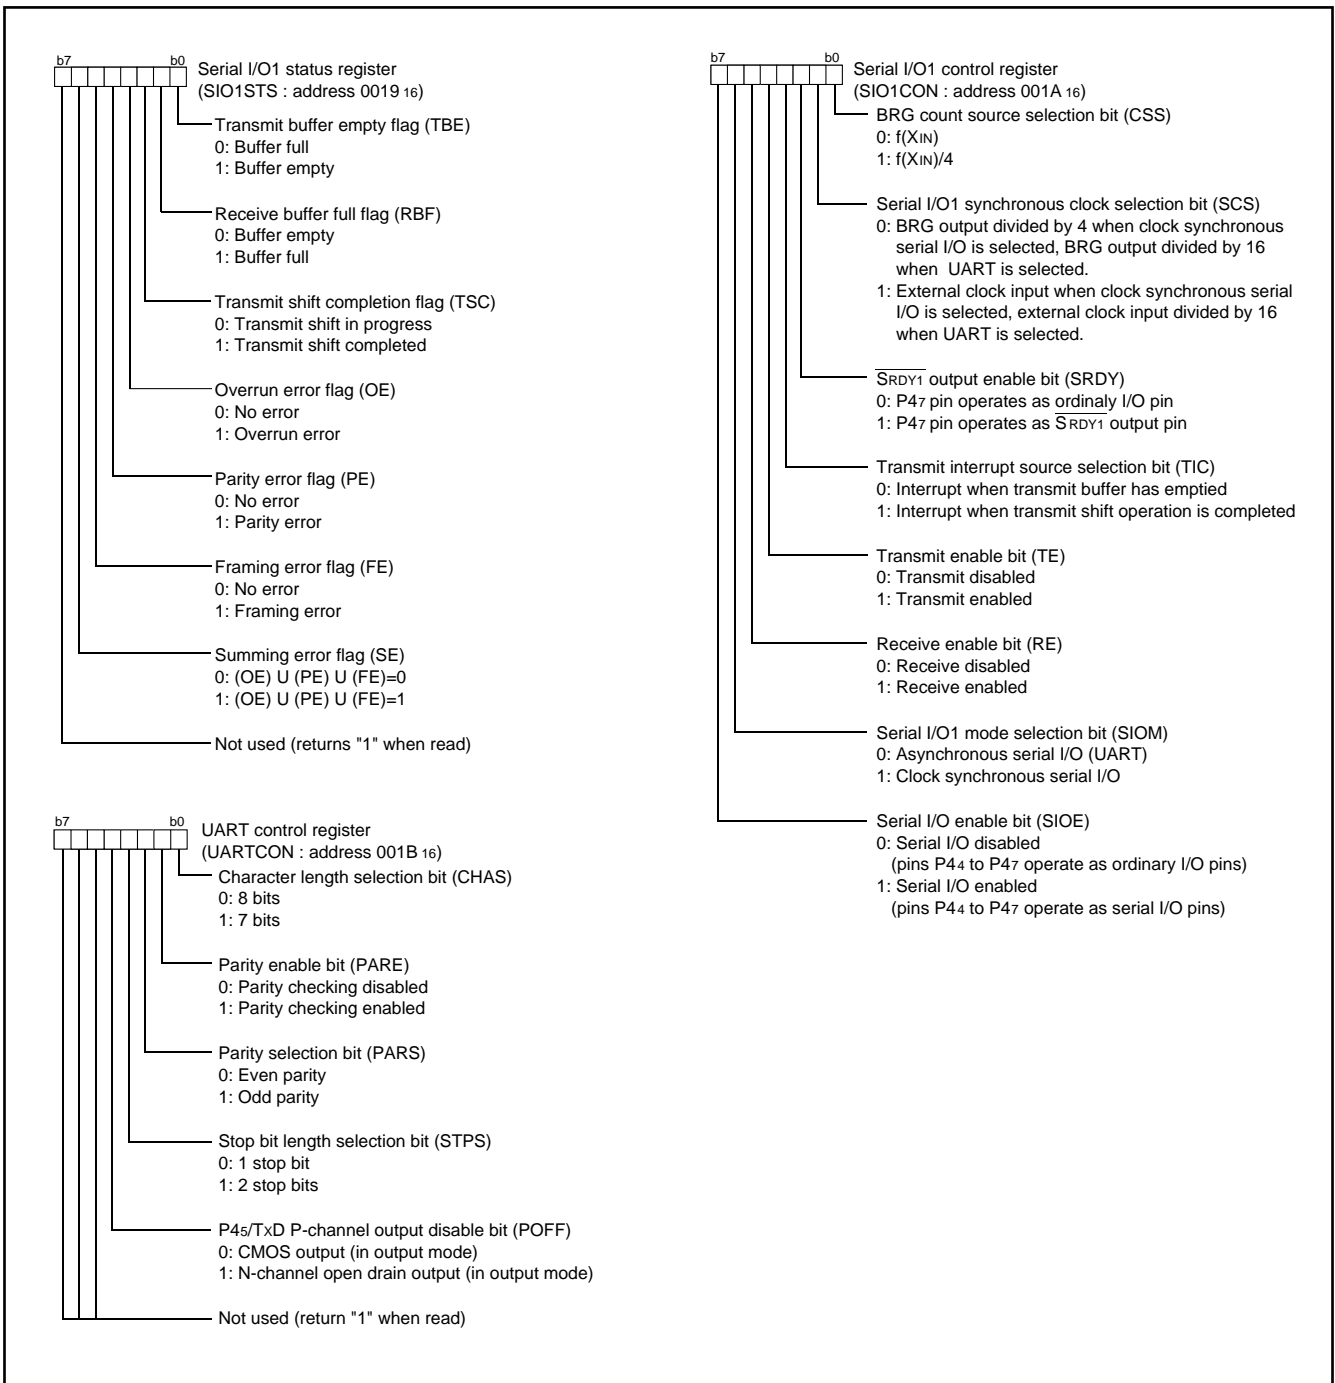 b7 b0
Serial I/O1 status register
(SIO1STS : address 0019 16)
Transmit buffer empty flag (TBE)
0: Buffer full
1: Buffer empty
Receive buffer full flag (RBF)
0: Buffer empty
1: Buffer full
Transmit shift completion flag (TSC)
0: Transmit shift in progress
1: Transmit shift completed
Overrun error flag (OE)
0: No error
1: Overrun error
Parity error flag (PE)
0: No error
1: Parity error
Framing error flag (FE)
0: No error
1: Framing error
Summing error flag (SE)
0: (OE) U (PE) U (FE)=0
1: (OE) U (PE) U (FE)=1
Not used (returns "1" when read)
b7 b0
UART control register
(UARTCON : address 001B 16)
Character length selection bit (CHAS)
0: 8 bits
1: 7 bits
Parity enable bit (PARE)
0: Parity checking disabled
1: Parity checking enabled
Parity selection bit (PARS)
0: Even parity
1: Odd parity
Stop bit length selection bit (STPS)
0: 1 stop bit
1: 2 stop bits
P45/TxD P-channel output disable bit (POFF)
0: CMOS output (in output mode)
1: N-channel open drain output (in output mode)
Not used (return "1" when read)
b7 b0
Serial I/O1 control register
(SIO1CON : address 001A 16)
BRG count source selection bit (CSS)
0: f(XIN)
1: f(XIN)/4
Serial I/O1 synchronous clock selection bit (SCS)
0: BRG output divided by 4 when clock synchronous
serial I/O is selected, BRG output divided by 16
when UART is selected.
1: External clock input when clock synchronous serial
I/O is selected, external clock input divided by 16
when UART is selected.
SRDY1 output enable bit (SRDY)
0: P47 pin operates as ordinaly I/O pin
1: P47 pin operates as SRDY1 output pin
Transmit interrupt source selection bit (TIC)
0: Interrupt when transmit buffer has emptied
1: Interrupt when transmit shift operation is completed
Transmit enable bit (TE)
0: Transmit disabled
1: Transmit enabled
Receive enable bit (RE)
0: Receive disabled
1: Receive enabled
Serial I/O1 mode selection bit (SIOM)
0: Asynchronous serial I/O (UART)
1: Clock synchronous serial I/O
Serial I/O enable bit (SIOE)
0: Serial I/O disabled
(pins P44 to P47 operate as ordinary I/O pins)
1: Serial I/O enabled
(pins P44 to P47 operate as serial I/O pins)